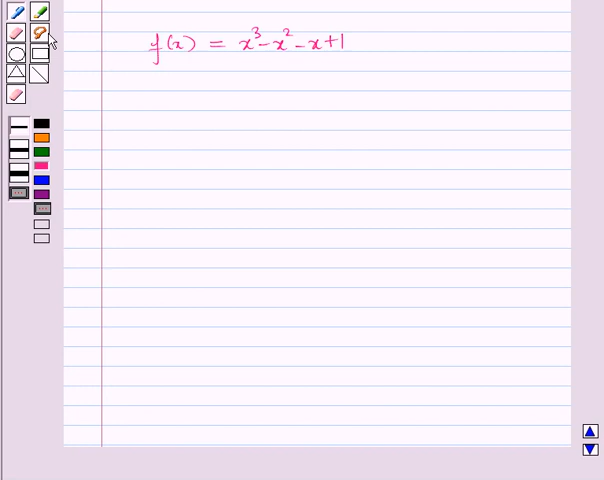 f(x) = x³-x²-x+1